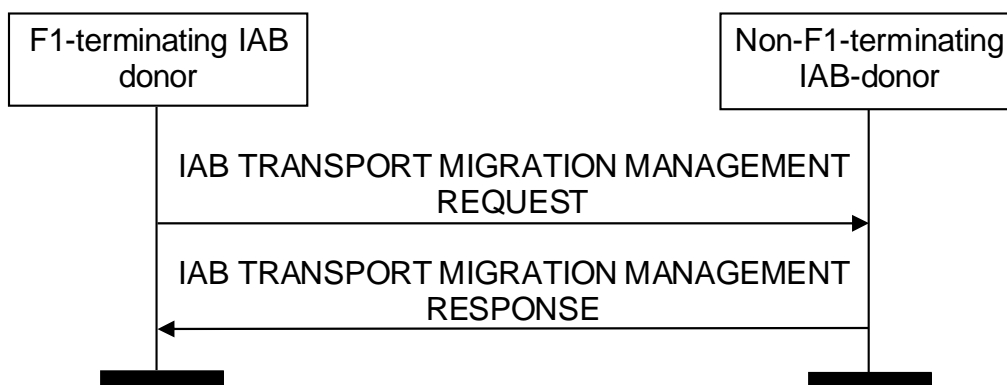 F1-terminating IAB
donor
Non-F1-terminating
IAB-donor
IAB TRANSPORT MIGRATION MANAGEMENT
REQUEST
IAB TRANSPORT MIGRATION MANAGEMENT
RESPONSE